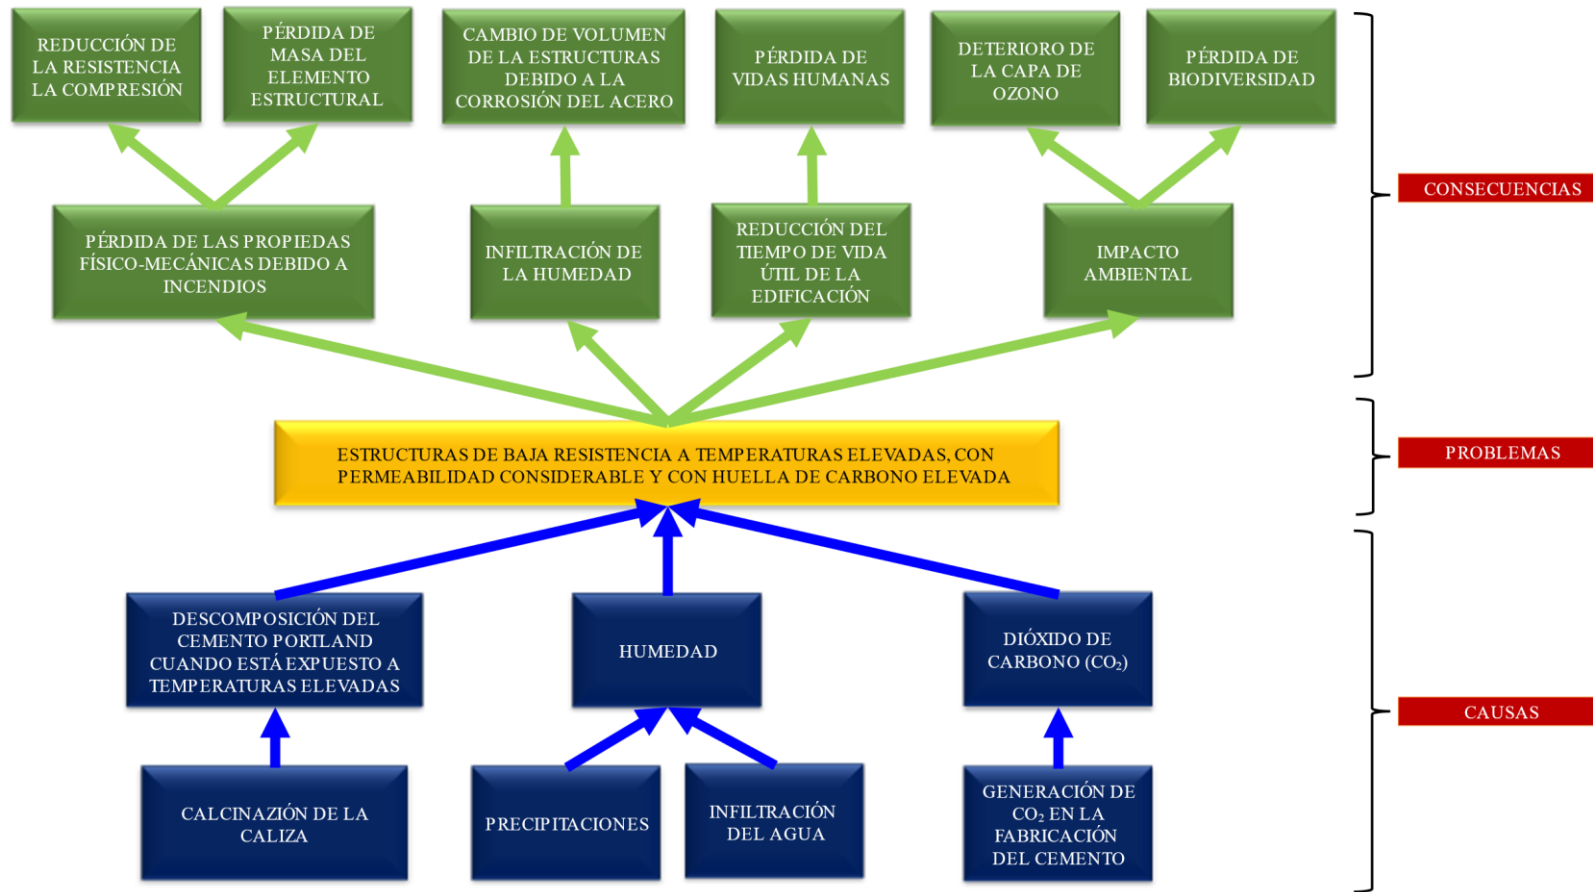 REDUCCIÓN DE
LA RESISTENCIA
LA COMPRESIÓN
PÉRDIDA DE
MASA DEL
ELEMENTO
ESTRUCTURAL
CAMBIO DE VOLUMEN
DE LA ESTRUCTURAS
DEBIDO A LA
CORROSIÓN DEL ACERO
PÉRDIDA DE
VIDAS HUMANAS
DETERIORO DE
LA CAPA DE
OZONO
PÉRDIDA DE
BIODIVERSIDAD
CONSECUENCIAS
PÉRDIDA DE LAS PROPIEDAS
FÍSICO-MECÁNICAS DEBIDO A
INCENDIOS
INFILTRACIÓN DE
LA HUMEDAD
REDUCCIÓN DEL
TIEMPO DE VIDA
ÚTIL DE LA
EDIFICACIÓN
IMPACTO
AMBIENTAL
ESTRUCTURAS DE BAJA RESISTENCIA A TEMPERATURAS ELEVADAS, CON
PERMEABILIDAD CONSIDERABLE Y CON HUELLA DE CARBONO ELEVADA
PROBLEMAS
DESCOMPOSICIÓN DEL
CEMENTO PORTLAND
CUANDO ESTÁ EXPUESTO A
TEMPERATURAS ELEVADAS
HUMEDAD
DIÓXIDO DE
CARBONO (CO₂)
CAUSAS
CALCINAZIÓN DE LA
CALIZA
PRECIPITACIONES
INFILTRACIÓN
DEL AGUA
GENERACIÓN DE
CO₂ EN LA
FABRICACIÓN
DEL CEMENTO